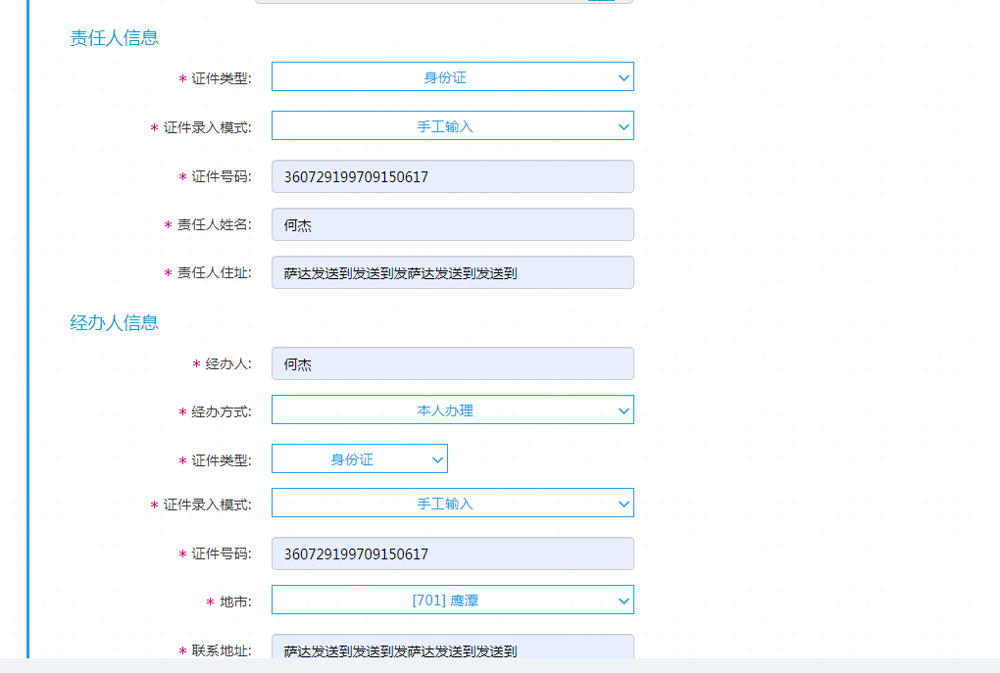 责任人信息
* 证件类型: 身份证
* 证件录入模式: 手工输入
* 证件号码: 360729199709150617
* 责任人姓名: 何杰
* 责任人住址: 萨达发送到发送到发萨达发送到发送到
经办人信息
* 经办人: 何杰
* 经办方式: 本人办理
* 证件类型: 身份证
* 证件录入模式: 手工输入
* 证件号码: 360729199709150617
* 地市: [701] 鹰潭
* 联系地址: 萨达发送到发送到发萨达发送到发送到